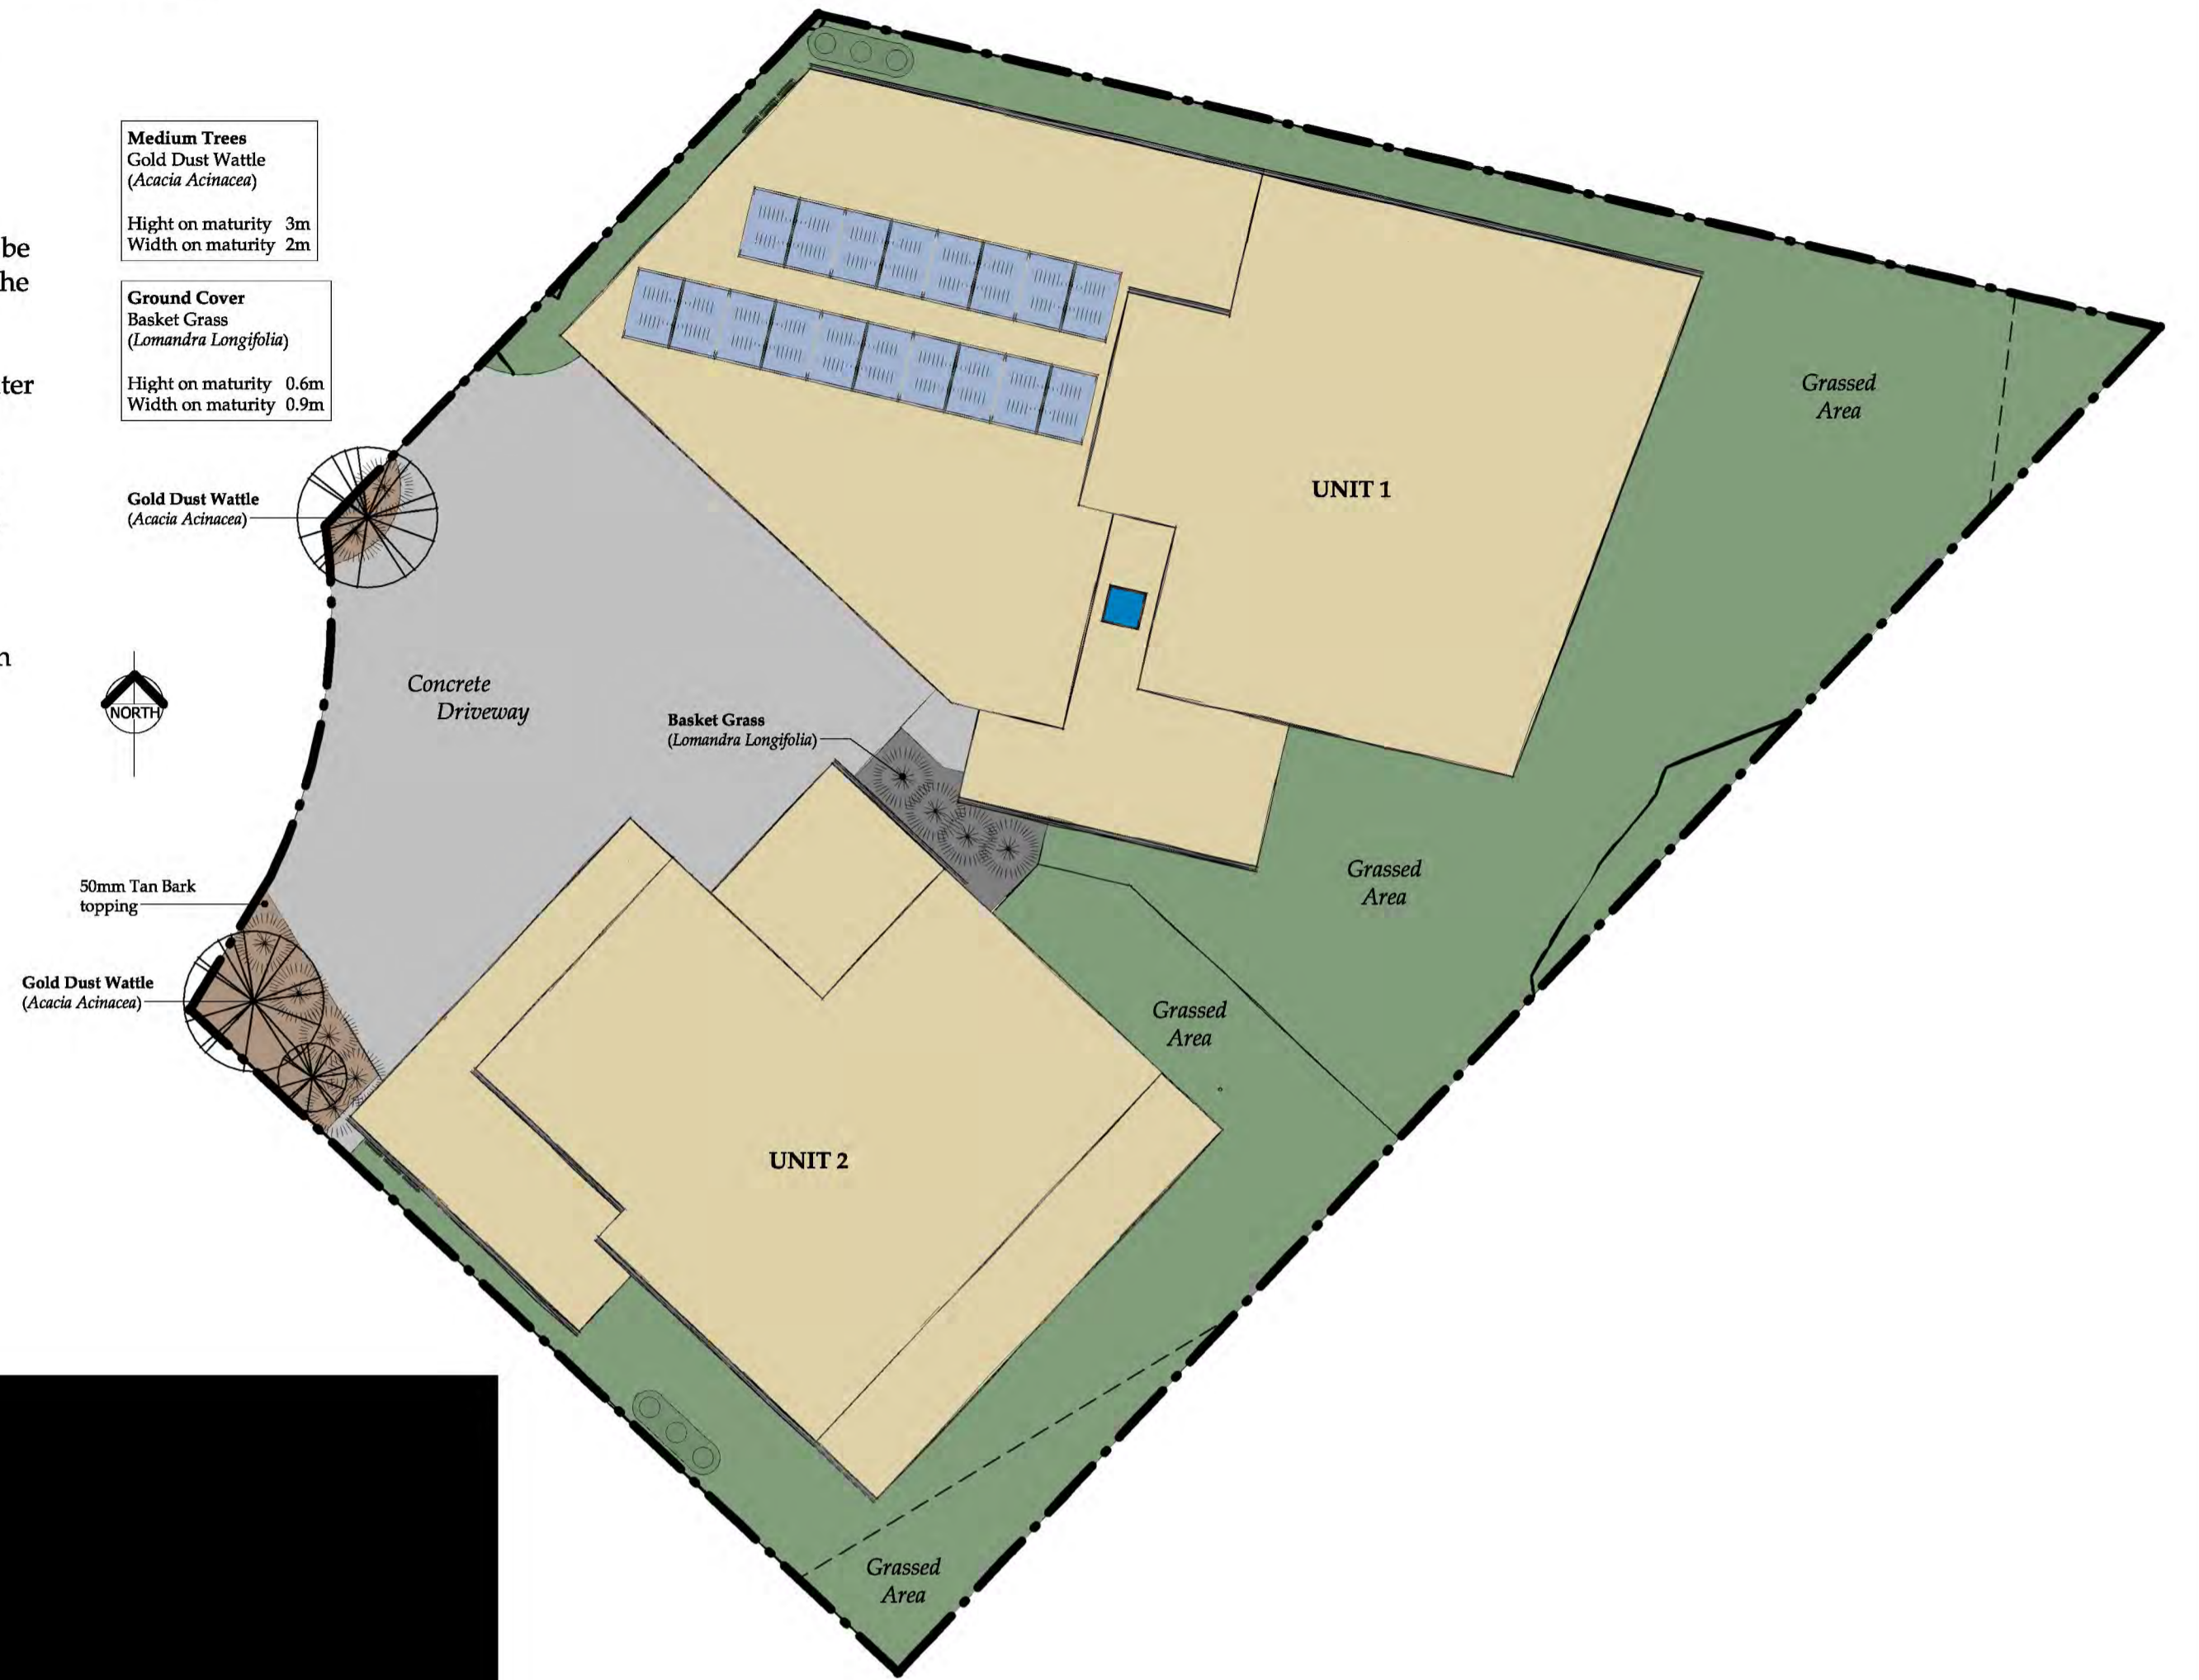 Medium Trees
Gold Dust Wattle
(Acacia Acinacea)
Hight on maturity 3m
Width on maturity 2m
be
he
Ground Cover
Basket Grass
(Lomandra Longifolia)
Hight on maturity 0.6m
Width on maturity 0.9m
ter
Grassed
Area
UNIT 1
Gold Dust Wattle
(Acacia Acinacea)
n
NORTH
Concrete
Driveway
Basket Grass
(Lomandra Longifolia)
50mm Tan Bark
topping
Grassed
Area
Gold Dust Wattle
(Acacia Acinacea)
Grassed
Area
UNIT 2
Grassed
Area